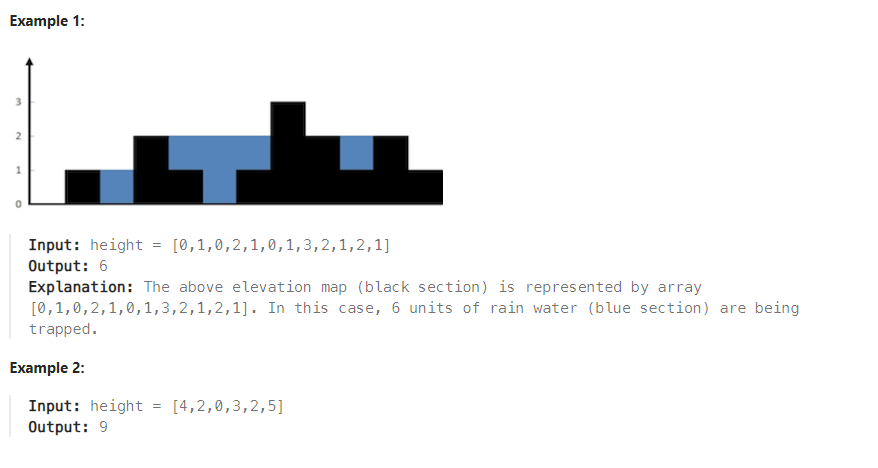 Example 1:
3
2
1
0
Input: height = [0,1,0,2,1,0,1,3,2,1,2,1]
Output: 6
Explanation: The above elevation map (black section) is represented by array
[0,1,0,2,1,0,1,3,2,1,2,1]. In this case, 6 units of rain water (blue section) are being
trapped.
Example 2:
Input: height = [4,2,0,3,2,5]
Output: 9